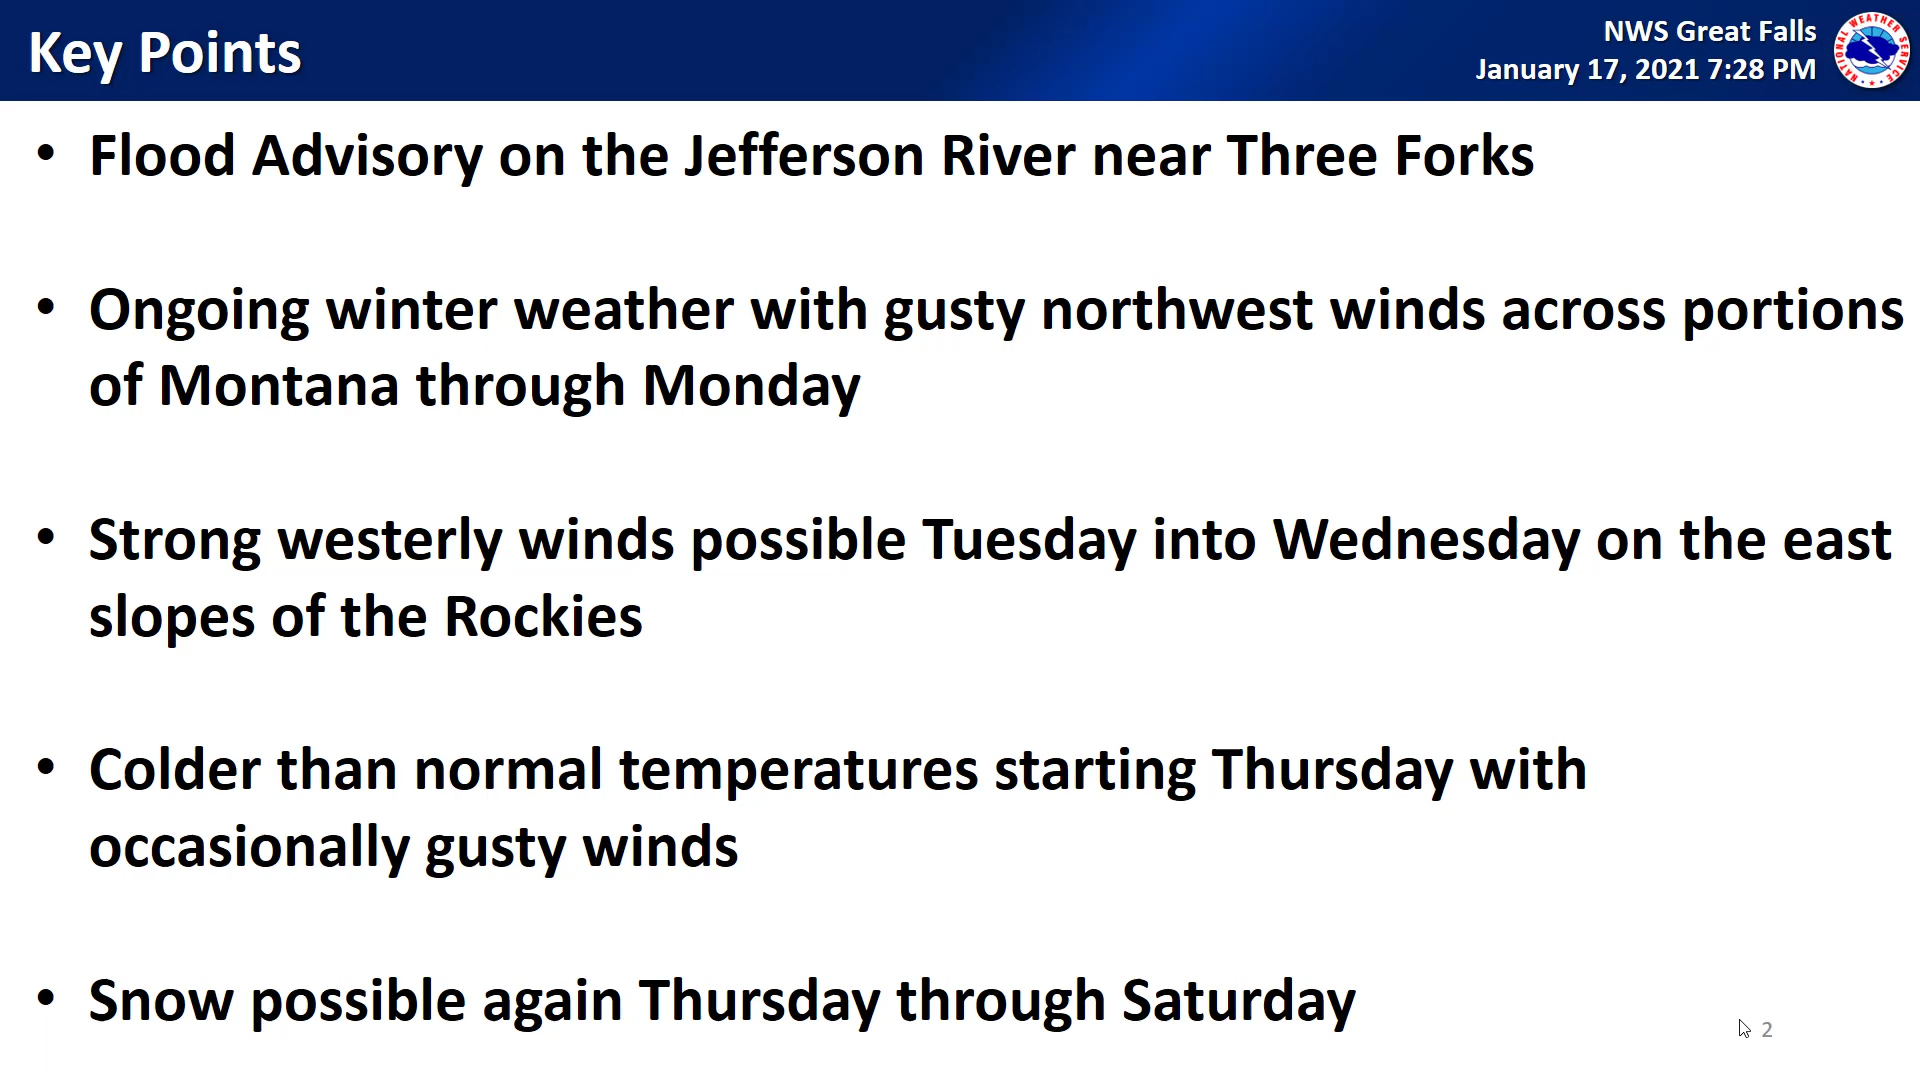 Key Points
NWS Great Falls
January 17, 2021 7:28 PM
NATIONAL WEATHER SERVICE
• Flood Advisory on the Jefferson River near Three Forks
• Ongoing winter weather with gusty northwest winds across portions
of Montana through Monday
• Strong westerly winds possible Tuesday into Wednesday on the east
slopes of the Rockies
• Colder than normal temperatures starting Thursday with
occasionally gusty winds
• Snow possible again Thursday through Saturday
2